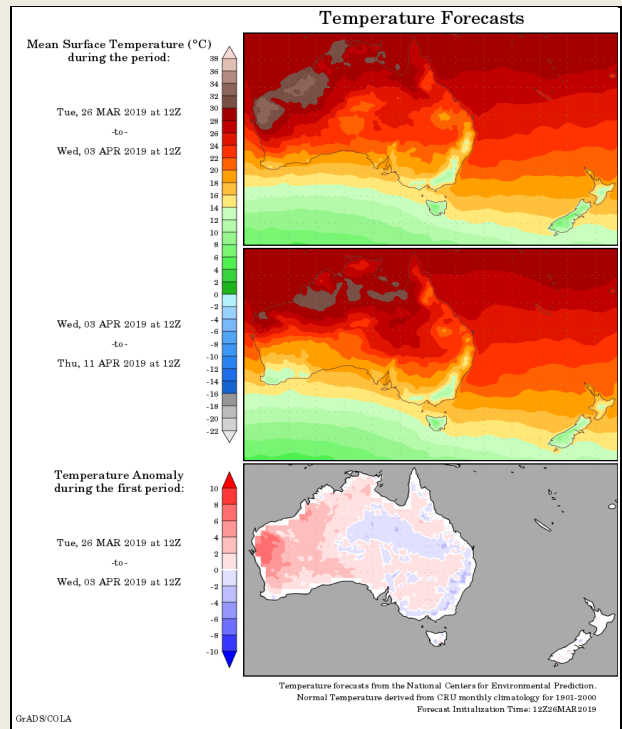 Temperature Forecasts
Mean Surface Temperature (°C)
during the period:
Tue, 26 MAR 2019 at 12Z
-to-
Wed, 03 APR 2019 at 12Z
38
36
34
32
30
28
26
24
22
20
18
16
14
12
10
8
6
4
2
0
-2
-4
-6
-8
-10
-12
-14
-16
-18
-20
-22
Wed, 03 APR 2019 at 12Z
-to-
Thu, 11 APR 2019 at 12Z
Temperature Anomaly
during the first period:
Tue, 26 MAR 2019 at 12Z
-to-
Wed, 03 APR 2019 at 12Z
10
8
6
4
2
0
-2
-4
-6
-8
-10
Temperature forecasts from the National Centers for Environmental Prediction.
Normal Temperature derived from CRU monthly climatology for 1901-2000
Forecast Initialization Time: 12Z26MAR2019
GrADS/COLA